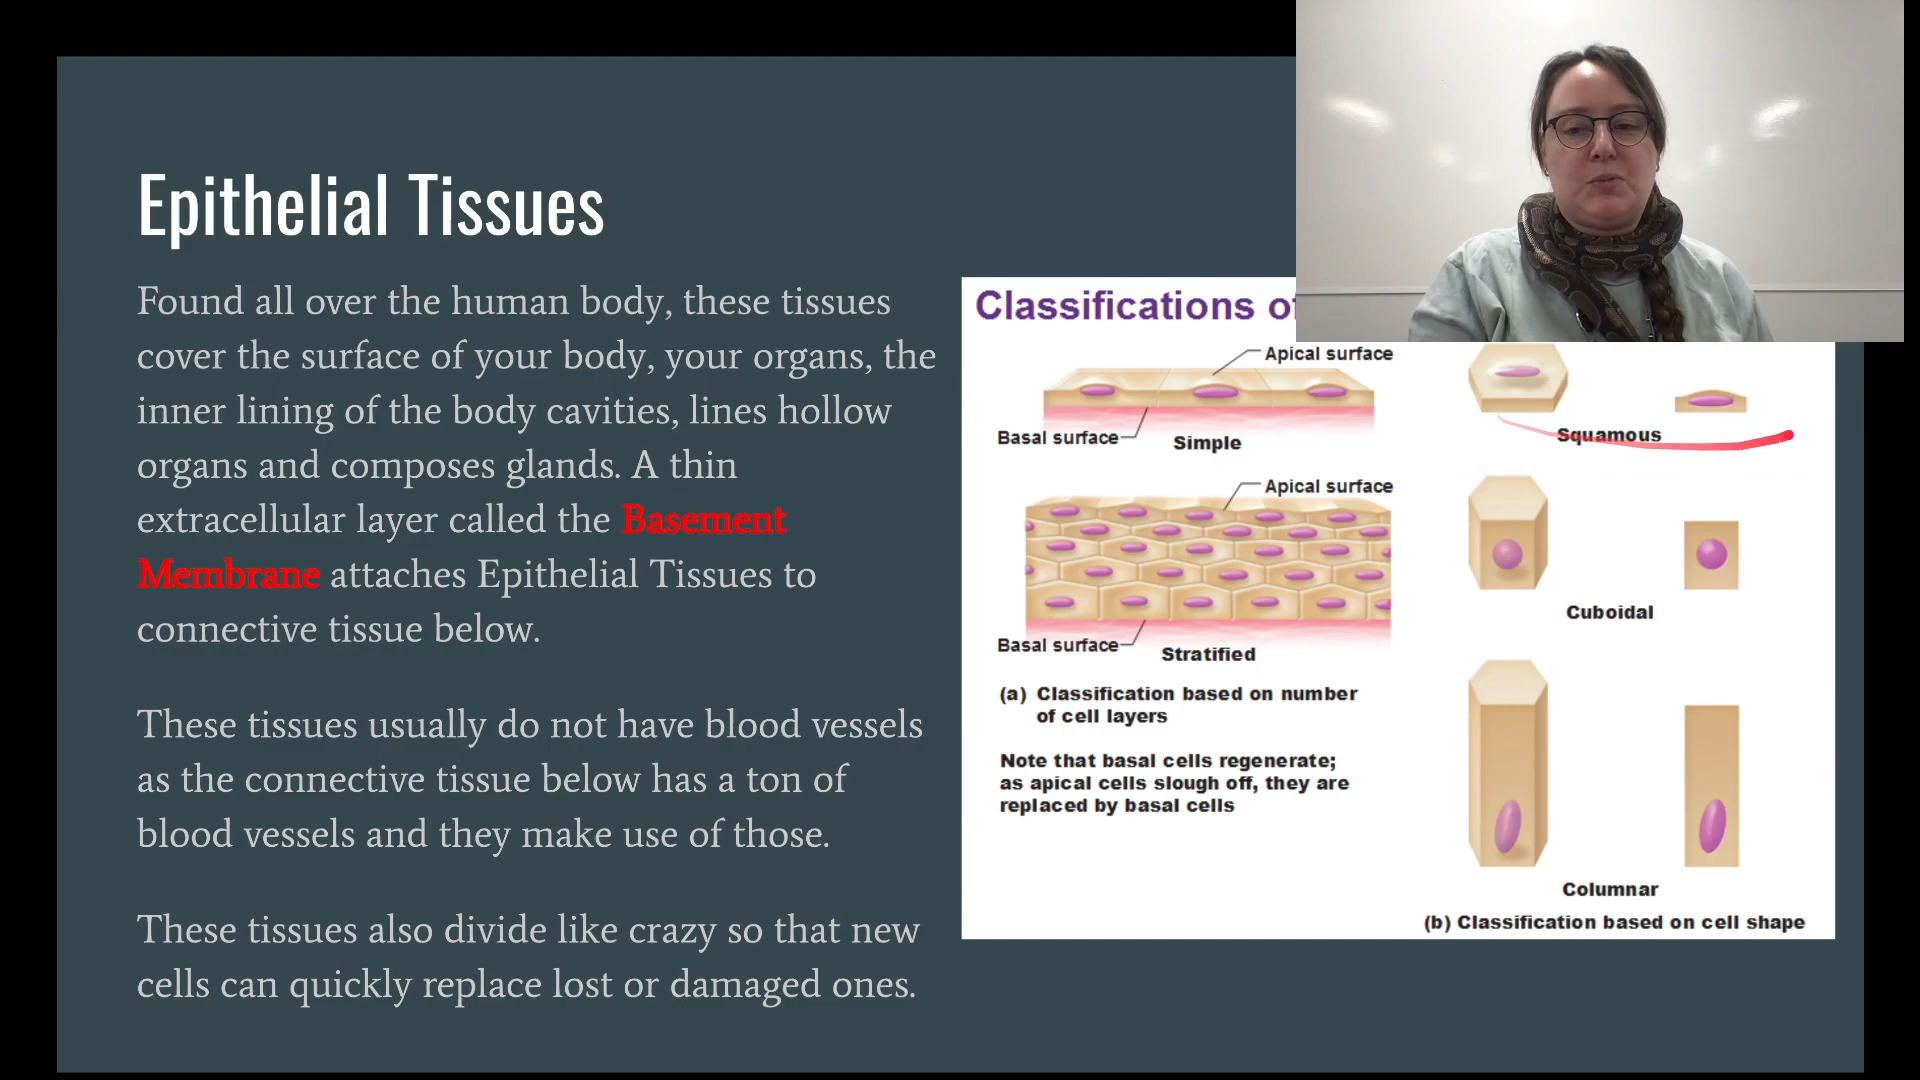 Epithelial Tissues
Found all over the human body, these tissues
cover the surface of your body, your organs, the
inner lining of the body cavities, lines hollow
organs and composes glands. A thin
extracellular layer called the Basement
Membrane attaches Epithelial Tissues to
connective tissue below.
These tissues usually do not have blood vessels
as the connective tissue below has a ton of
blood vessels and they make use of those.
These tissues also divide like crazy so that new
cells can quickly replace lost or damaged ones.
Classifications of
Apical surface
Basal surface
Simple
Apical surface
Basal surface
Stratified
(a) Classification based on number
of cell layers
Note that basal cells regenerate;
as apical cells slough off, they are
replaced by basal cells
Squamous
Cuboidal
Columnar
(b) Classification based on cell shape